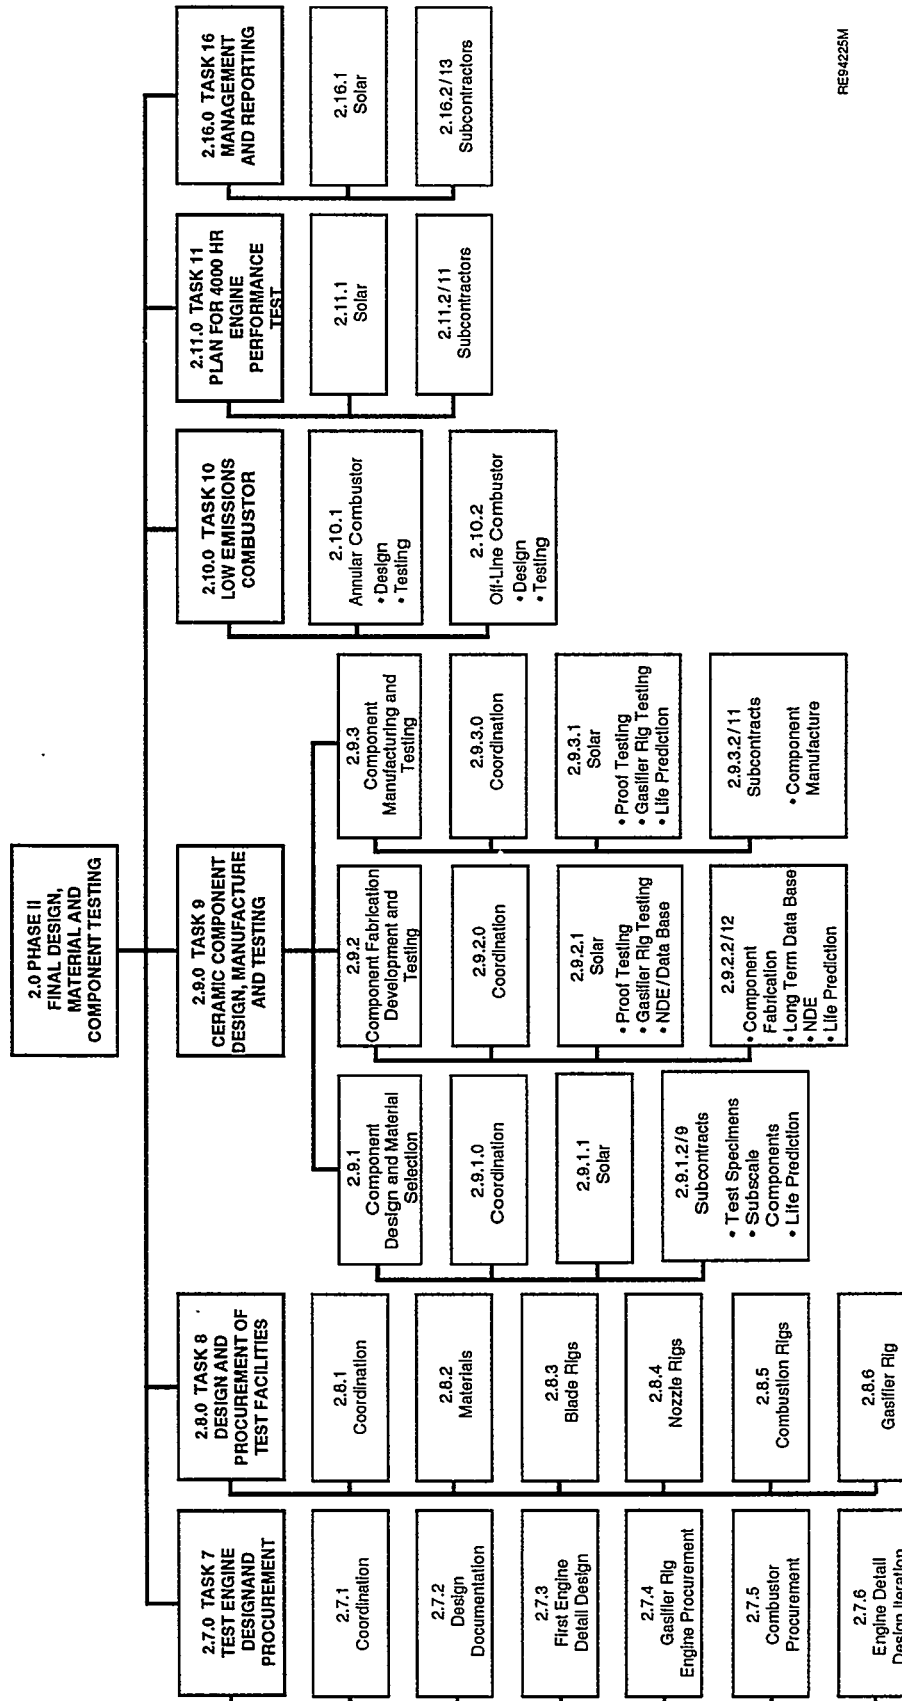 2.0 PHASE II
FINAL DESIGN,
MATERIAL AND
COMPONENT TESTING
2.7.0 TASK 7
TEST ENGINE
DESIGNAND
PROCUREMENT
2.7.1
Coordination
2.7.2
Design
Documentation
2.7.3
First Engine
Detail Design
2.7.4
Gasifier Rig
Engine Procurement
2.7.5
Combustor
Procurement
2.7.6
Engine Detail
Design Iteration
2.8.0 TASK 8
DESIGN AND
PROCUREMENT OF
TEST FACILITIES
2.8.1
Coordination
2.8.2
Materials
2.8.3
Blade Rigs
2.8.4
Nozzle Rigs
2.8.5
Combustion Rigs
2.8.6
Gasifier Rig
2.9.0 TASK 9
CERAMIC COMPONENT
DESIGN, MANUFACTURE
AND TESTING
2.9.1
Component
Design and Material
Selection
2.9.1.0
Coordination
2.9.1.1
Solar
2.9.1.2/9
Subcontracts
• Test Specimens
• Subscale
Components
• Life Prediction
2.9.2
Component Fabrication
Development and
Testing
2.9.2.0
Coordination
2.9.2.1
Solar
• Proof Testing
• Gasifier Rig Testing
• NDE/Data Base
2.9.2.2/12
• Component
Fabrication
• Long Term Data Base
• NDE
• Life Prediction
2.9.3
Component
Manufacturing and
Testing
2.9.3.0
Coordination
2.9.3.1
Solar
• Proof Testing
• Gasifier Rig Testing
• Life Prediction
2.9.3.2/11
Subcontracts
• Component
Manufacture
2.10.0 TASK 10
LOW EMISSIONS
COMBUSTOR
2.10.1
Annular Combustor
• Design
• Testing
2.10.2
Off-Line Combustor
• Design
• Testing
2.11.0 TASK 11
PLAN FOR 4000 HR
ENGINE
PERFORMANCE
TEST
2.11.1
Solar
2.11.2/11
Subcontractors
2.16.0 TASK 16
MANAGEMENT
AND REPORTING
2.16.1
Solar
2.16.2/13
Subcontractors
RE94225M